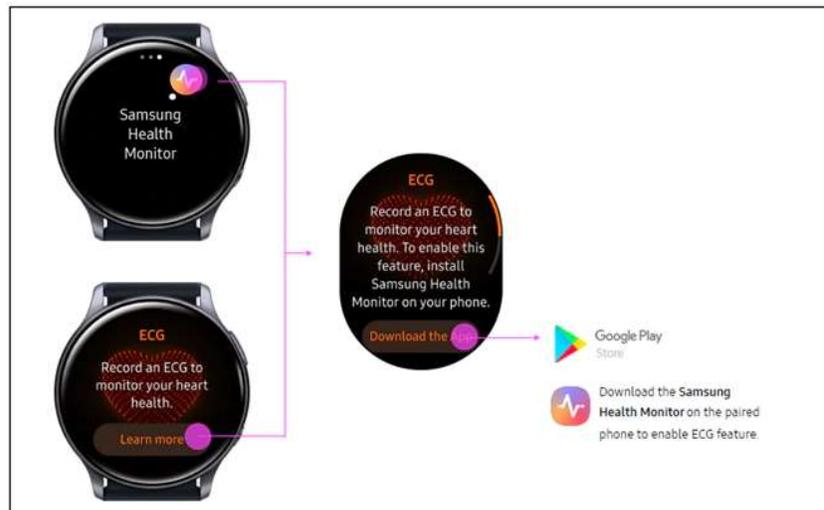 Samsung
Health
Monitor
ECG
Record an ECG to
monitor your heart
health.
Learn more
ECG
Record an ECG to
monitor your heart
health. To enable this
feature, install
Samsung Health
Monitor on your phone.
Download the App
Google Play
Store
Download the Samsung
Health Monitor on the paired
phone to enable ECG feature.